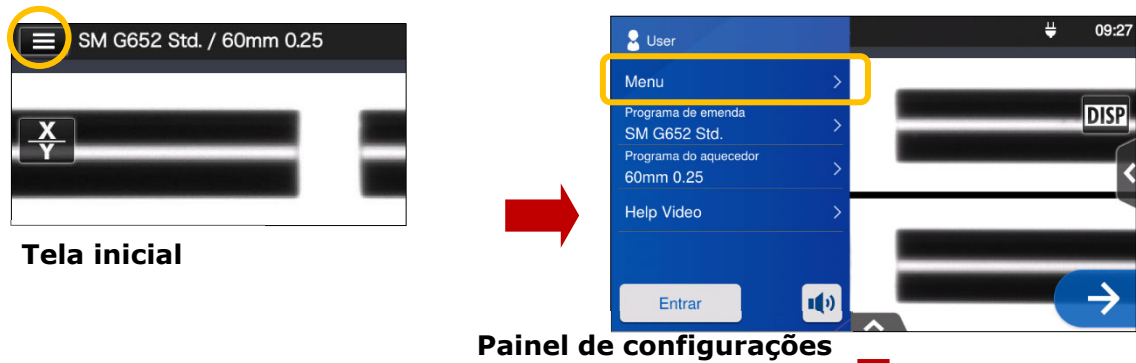 SM G652 Std. / 60mm 0.25
X
Y
Tela inicial
User
09:27
Menu
Programa de emenda
SM G652 Std.
Programa do aquecedor
60mm 0.25
Help Video
Entrar
DISP
Painel de configurações